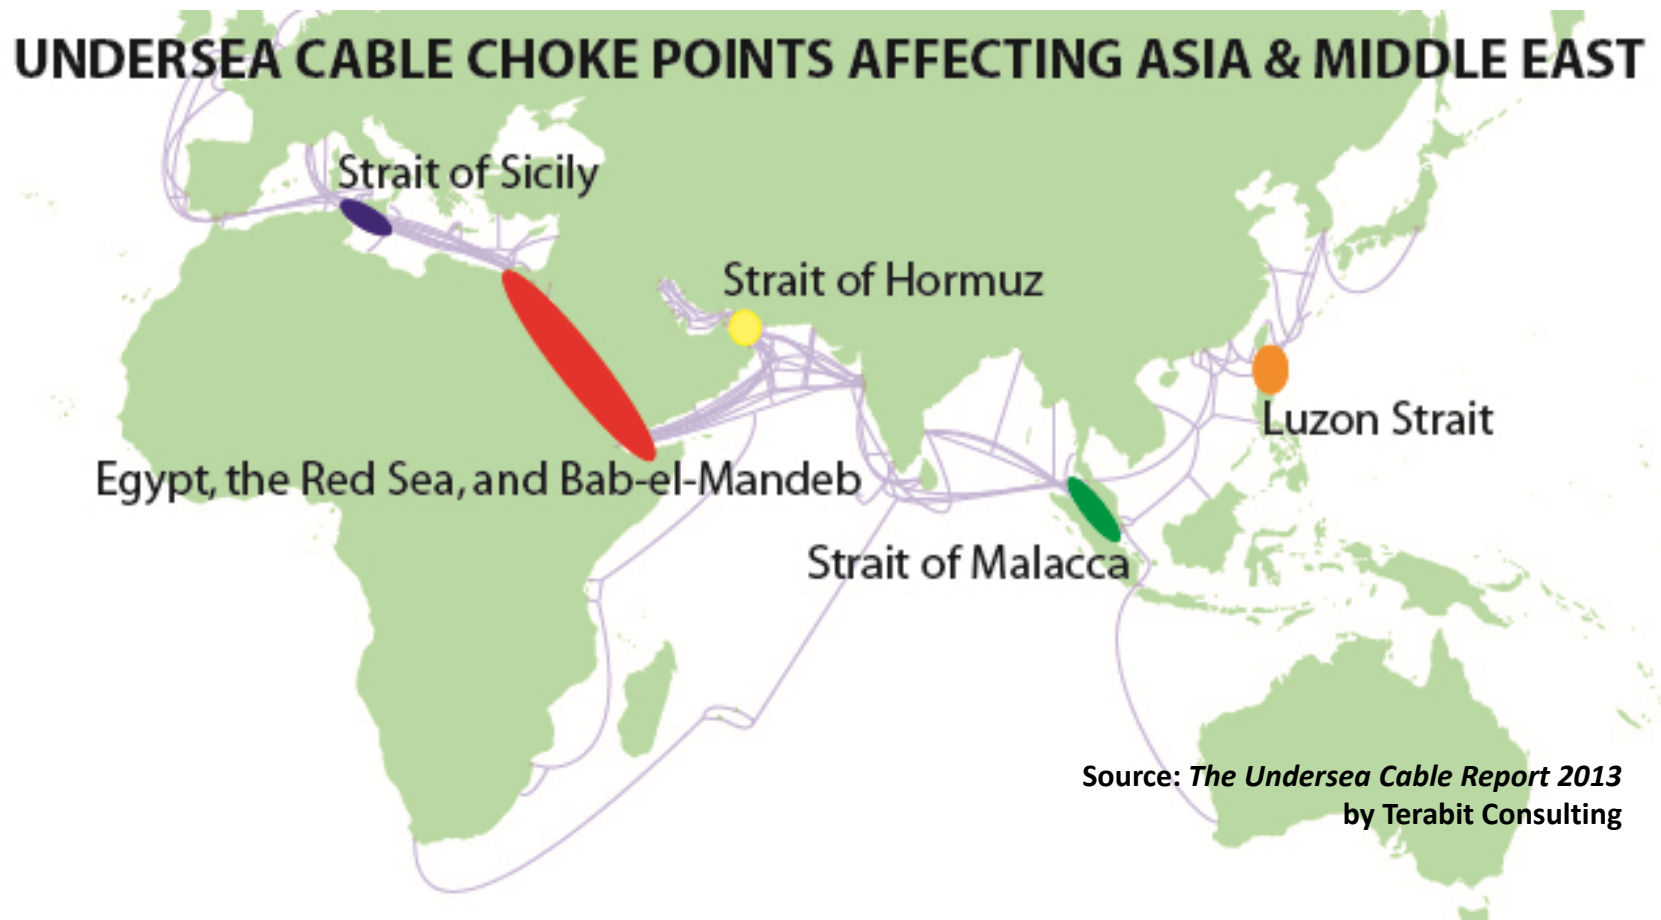 UNDERSEA CABLE CHOKE POINTS AFFECTING ASIA & MIDDLE EAST
Strait of Sicily
Strait of Hormuz
Luzon Strait
Egypt, the Red Sea, and Bab-el-Mandeb
Strait of Malacca
Source: The Undersea Cable Report 2013
by Terabit Consulting